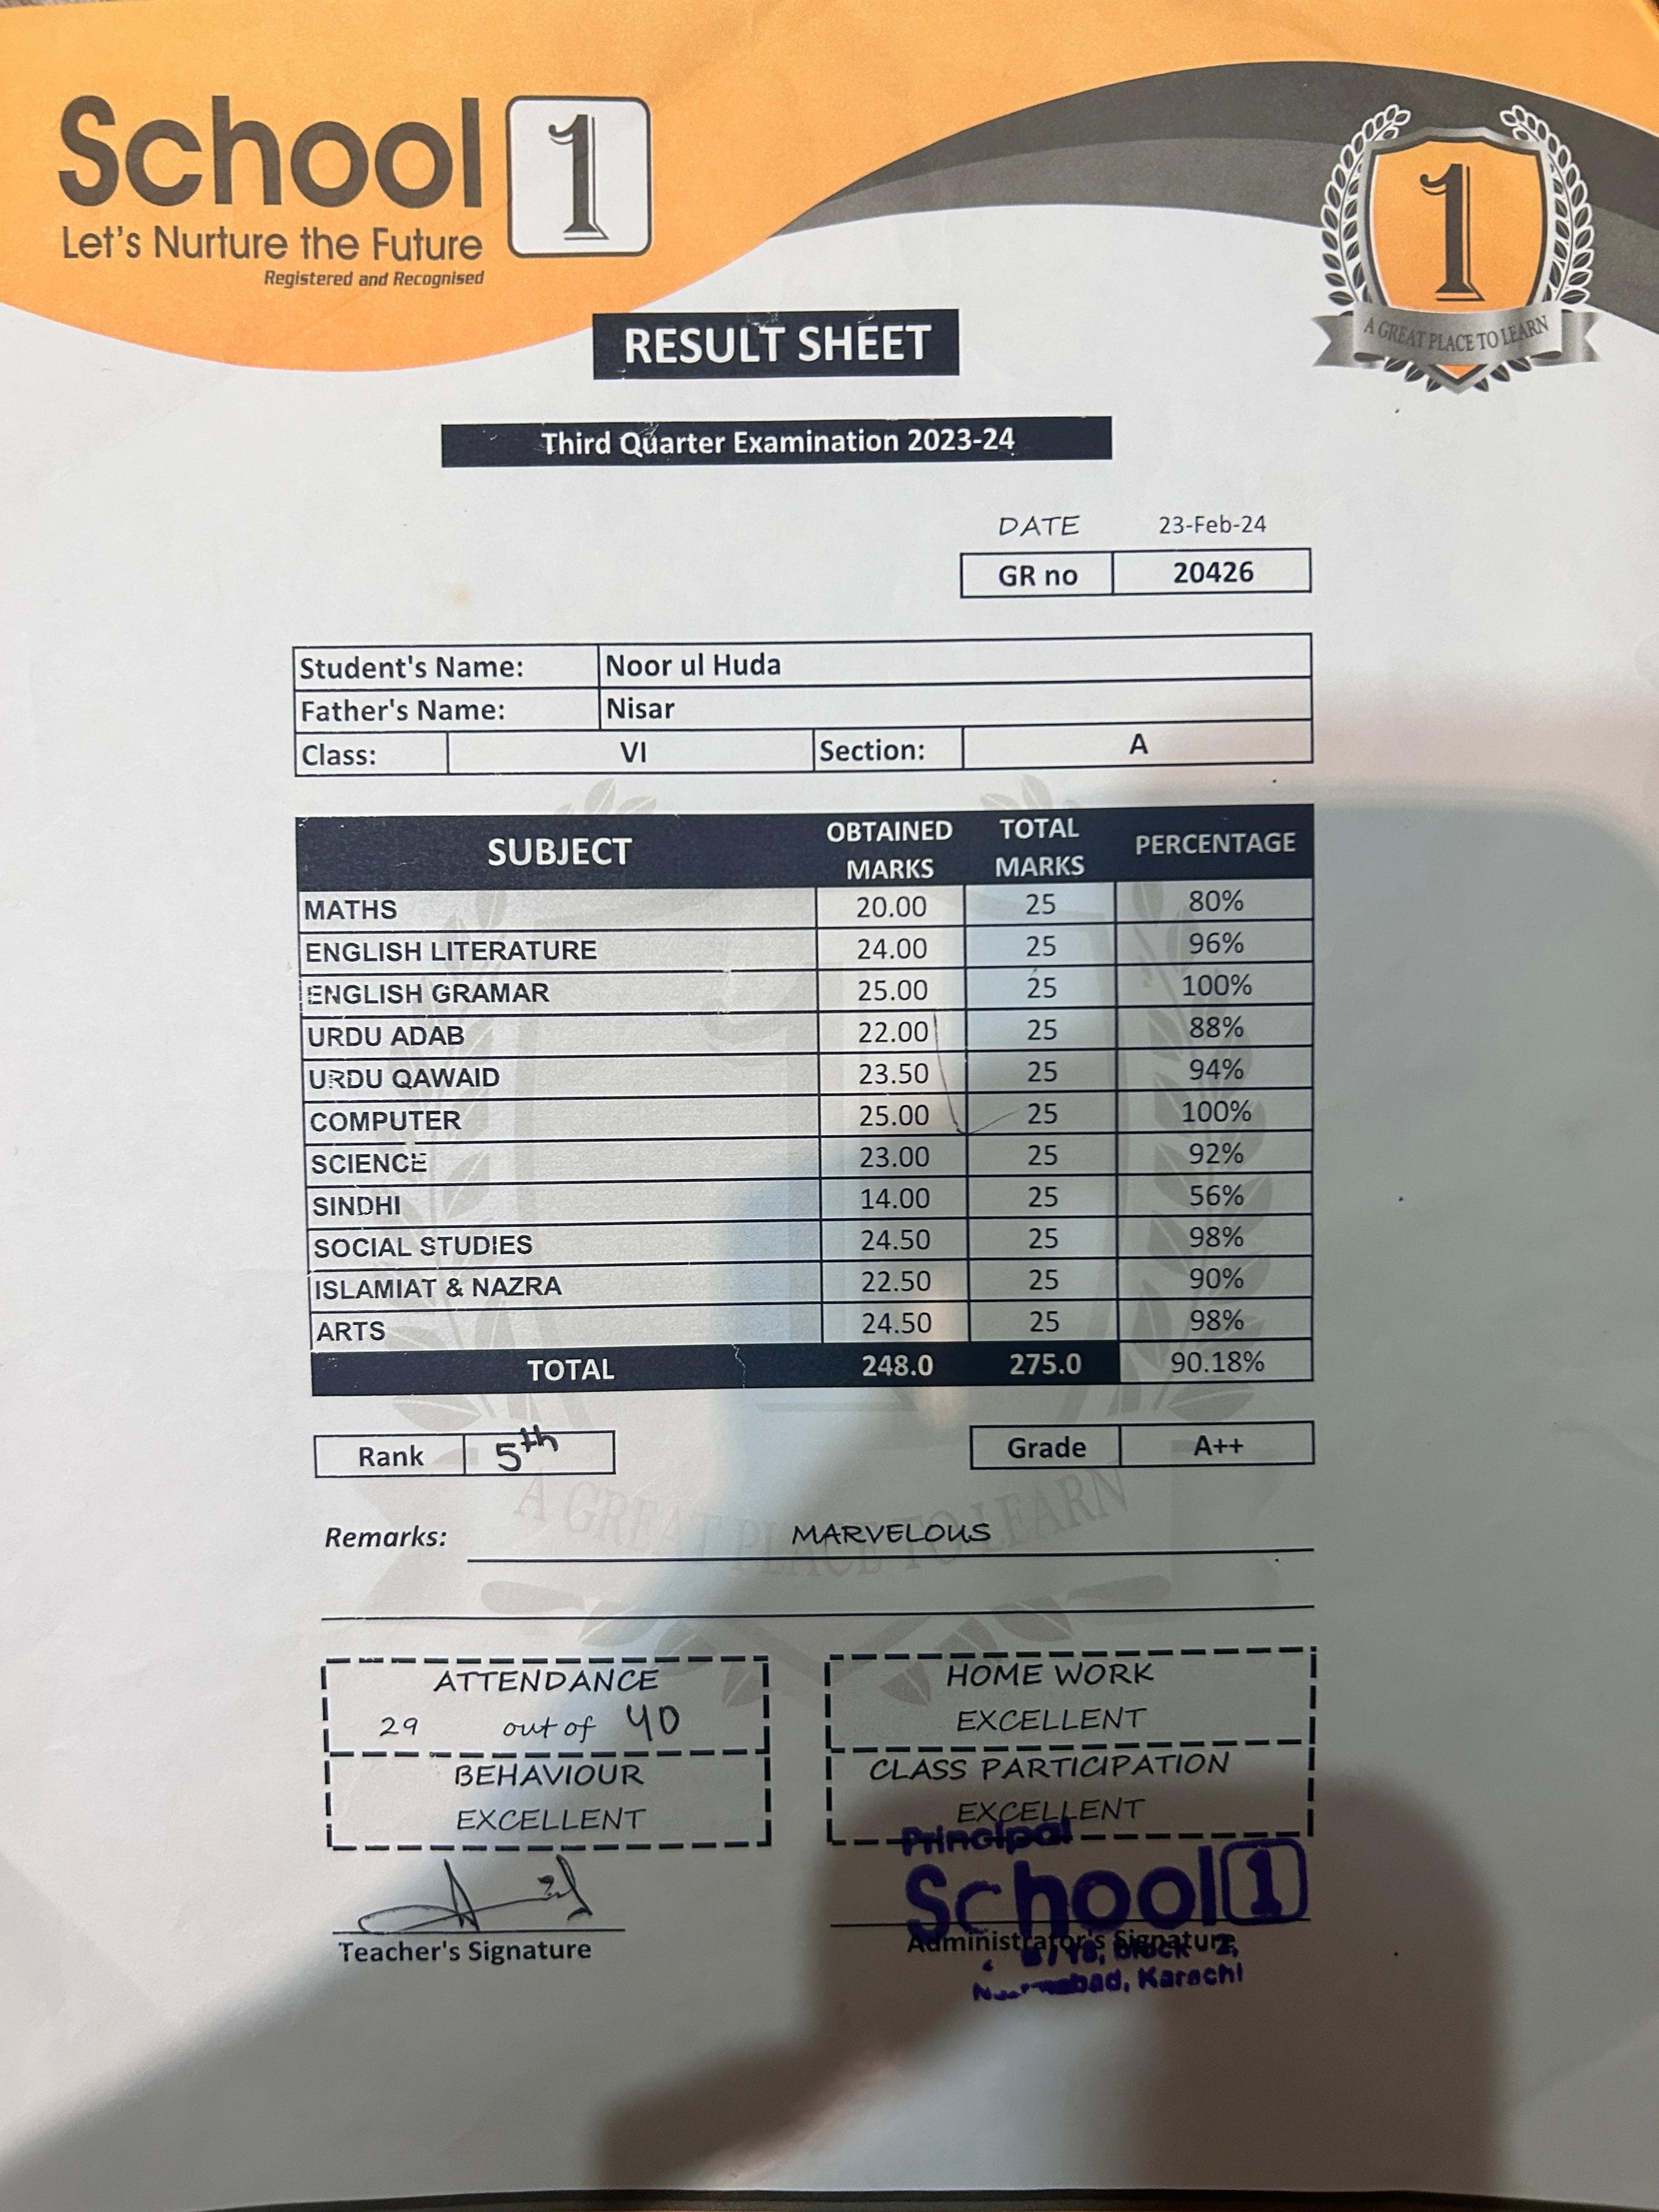 School 1
Let's Nurture the Future
Registered and Recognised
1
A GREAT PLACE TO LEARN
RESULT SHEET
Third Quarter Examination 2023-24
DATE 23-Feb-24
GR no 20426
Student's Name: Noor ul Huda
Father's Name: Nisar
Class: VI Section: A
SUBJECT OBTAINED MARKS TOTAL MARKS PERCENTAGE
MATHS 20.00 25 80%
ENGLISH LITERATURE 24.00 25 96%
ENGLISH GRAMAR 25.00 25 100%
URDU ADAB 22.00 25 88%
URDU QAWAID 23.50 25 94%
COMPUTER 25.00 25 100%
SCIENCE 23.00 25 92%
SINDHI 14.00 25 56%
SOCIAL STUDIES 24.50 25 98%
ISLAMIAT & NAZRA 22.50 25 90%
ARTS 24.50 25 98%
TOTAL 248.0 275.0 90.18%
Rank 5th Grade A++
A GREAT PLACE TO LEARN
Remarks: MARVELOUS
ATTENDANCE
29 out of 40
BEHAVIOUR
EXCELLENT
HOME WORK
EXCELLENT
CLASS PARTICIPATION
EXCELLENT
Principal
School 1
Teacher's Signature
Administrator's Signature
Block - 2,
Karachi